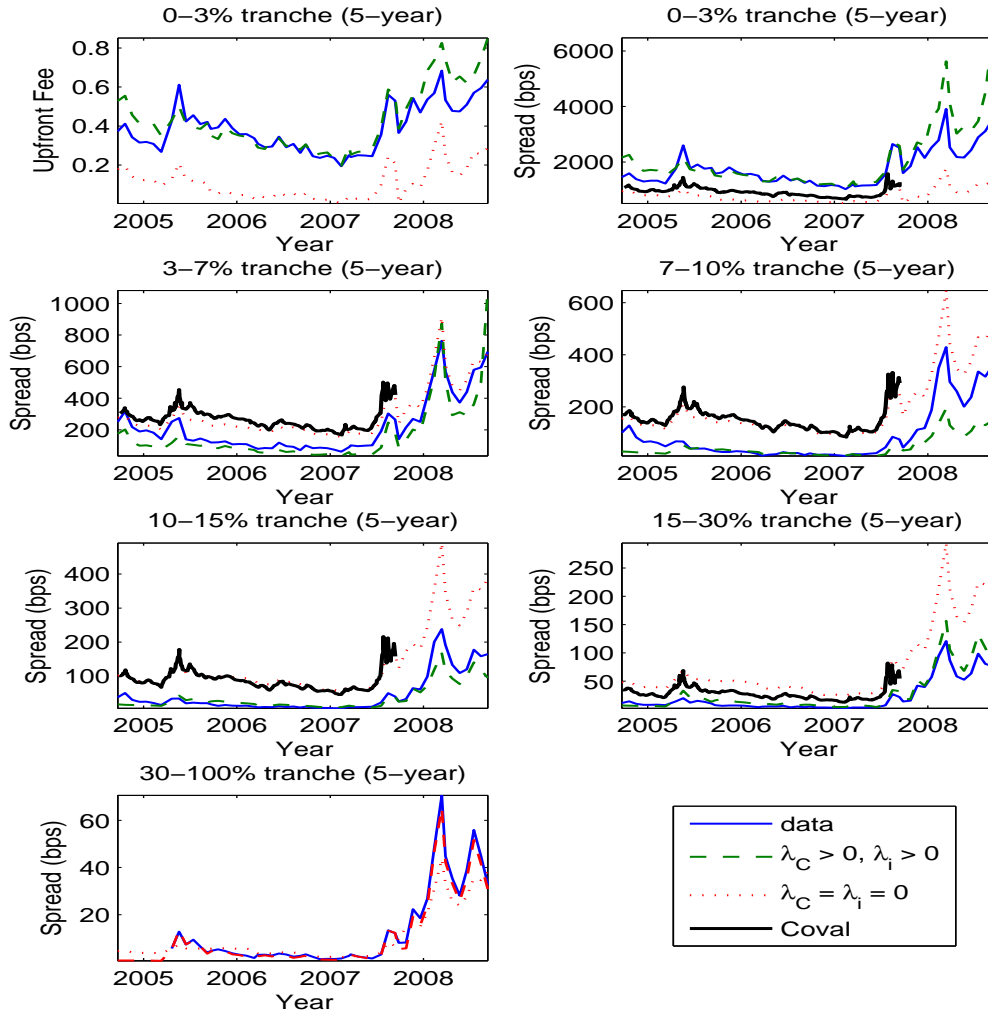 0−3% tranche (5−year)
0.8
0.6
0.4
0.2
Upfront Fee
2005 2006 2007 2008
Year
0−3% tranche (5−year)
6000
4000
2000
Spread (bps)
2005 2006 2007 2008
Year
3−7% tranche (5−year)
1000
800
600
400
200
Spread (bps)
2005 2006 2007 2008
Year
7−10% tranche (5−year)
600
400
200
Spread (bps)
2005 2006 2007 2008
Year
10−15% tranche (5−year)
400
300
200
100
Spread (bps)
2005 2006 2007 2008
Year
15−30% tranche (5−year)
250
200
150
100
50
Spread (bps)
2005 2006 2007 2008
Year
30−100% tranche (5−year)
60
40
20
Spread (bps)
2005 2006 2007 2008
Year
data
λ_C > 0, λ_i > 0
λ_C = λ_i = 0
Coval